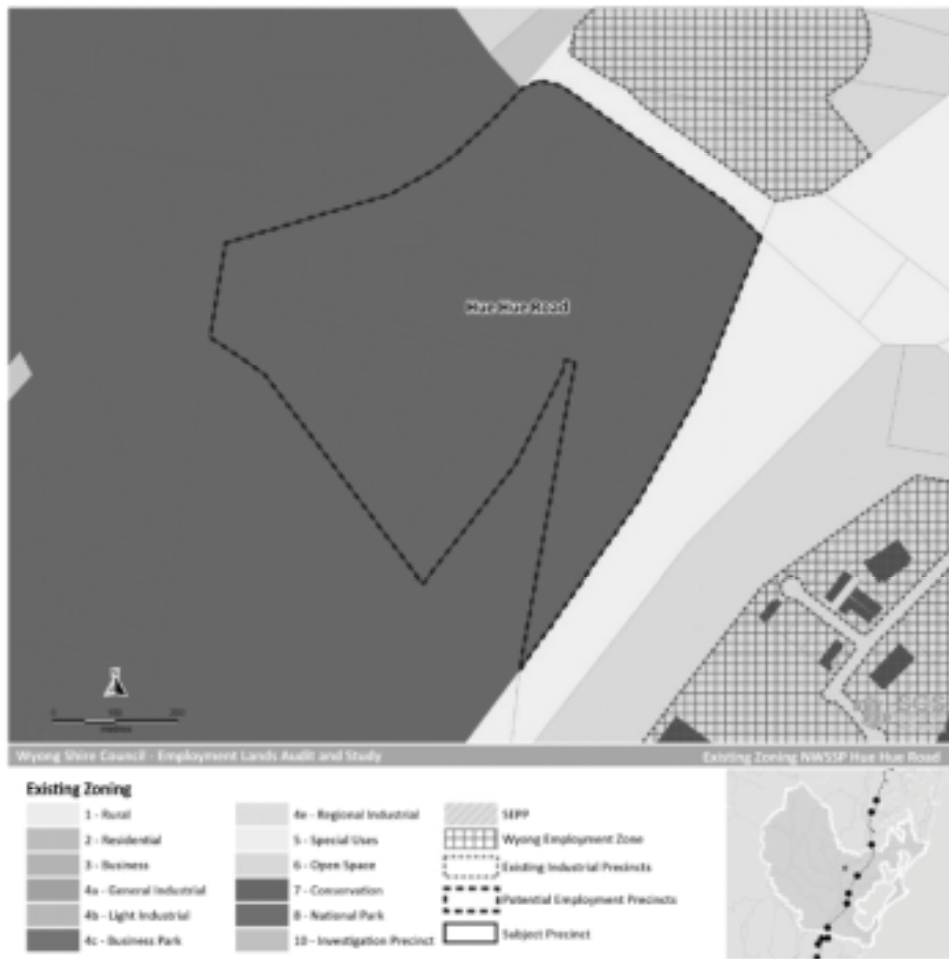 Hue Hue Road
SGS
Wyong Shire Council - Employment Lands Audit and Study
Existing Zoning NWSSP Hue Hue Road
Existing Zoning
1 - Rural
2 - Residential
3 - Business
4a - General Industrial
4b - Light Industrial
4c - Business Park
4e - Regional Industrial
5 - Special Uses
6 - Open Space
7 - Conservation
8 - National Park
10 - Investigation Precinct
SEPP
Wyong Employment Zone
Existing Industrial Precincts
Potential Employment Precincts
Subject Precinct